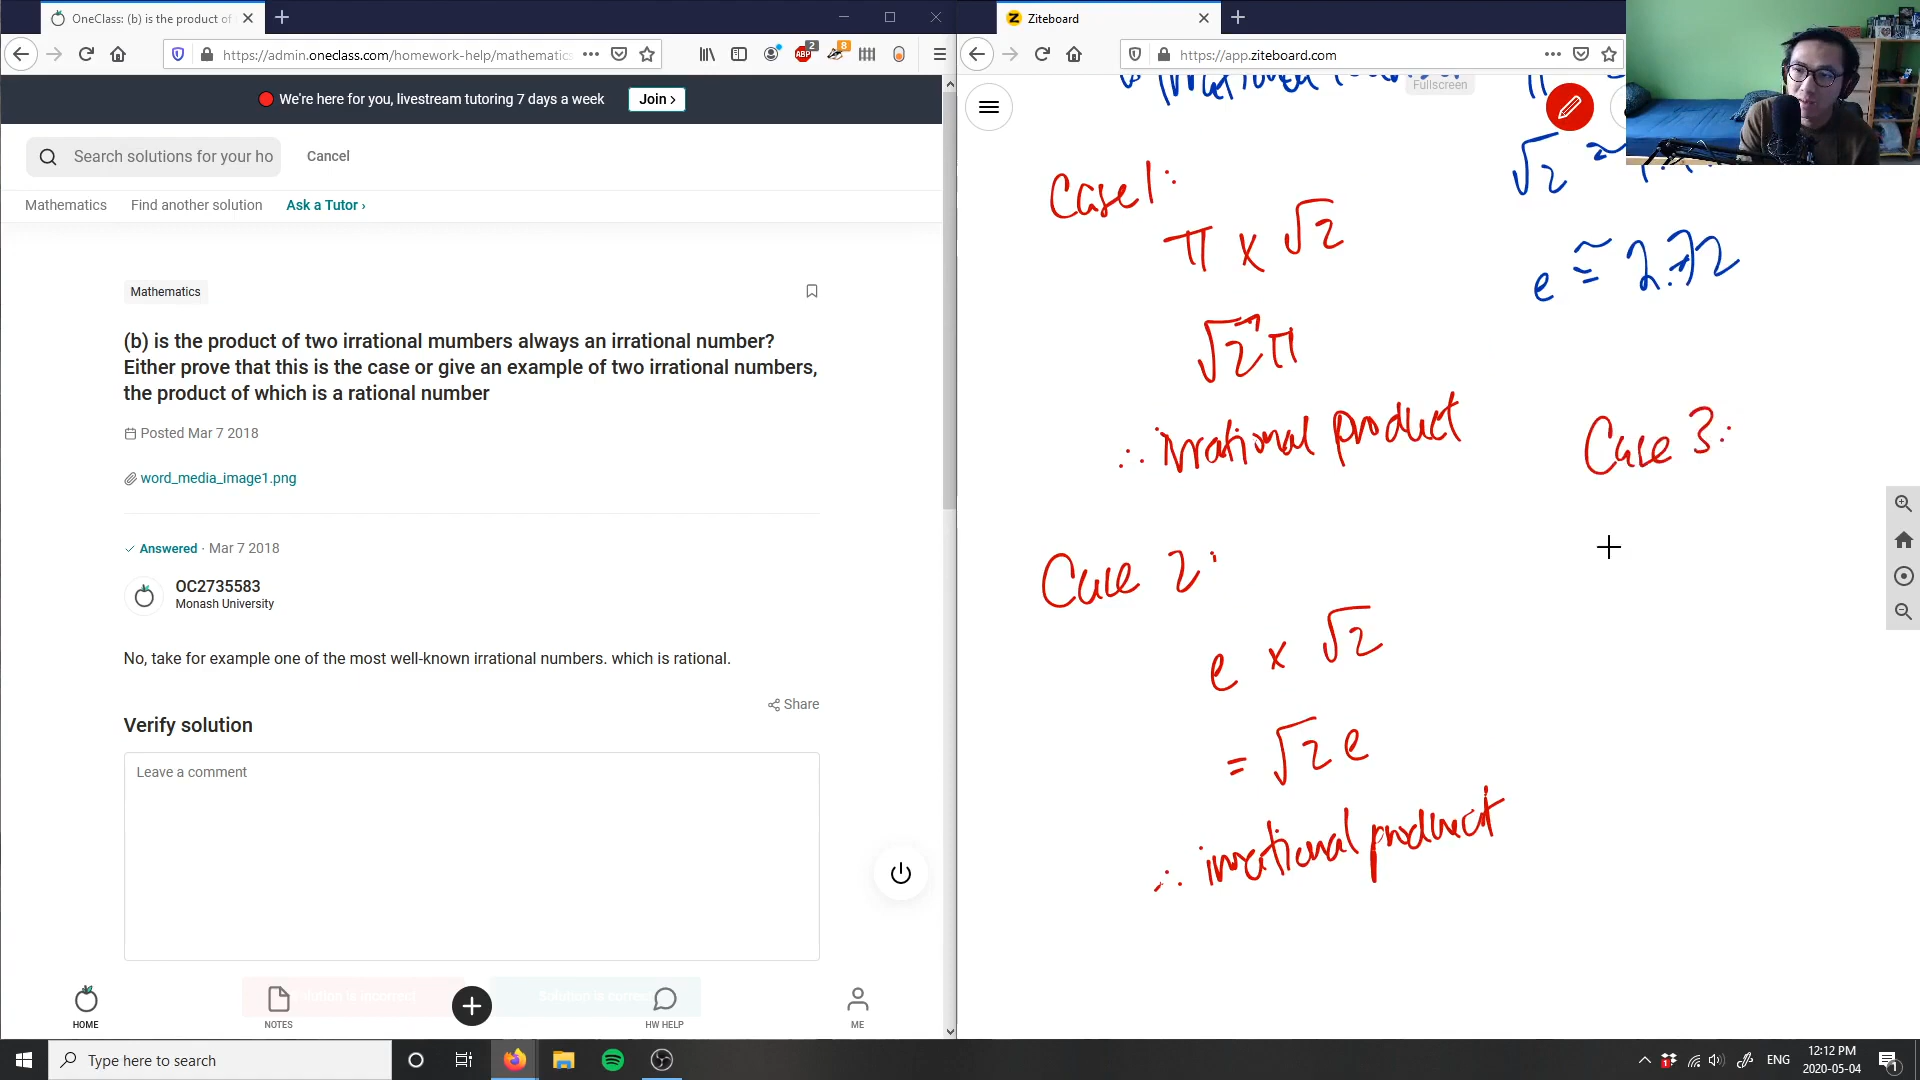 OneClass: (b) is the product of
https://admin.oneclass.com/homework-help/mathematics
2
8
We're here for you, livestream tutoring 7 days a week
Join ›
Search solutions for your ho
Cancel
Mathematics
Find another solution
Ask a Tutor ›
Mathematics
(b) is the product of two irrational mumbers always an irrational number?
Either prove that this is the case or give an example of two irrational numbers,
the product of which is a rational number
Posted Mar 7 2018
word_media_image1.png
Answered · Mar 7 2018
OC2735583
Monash University
No, take for example one of the most well-known irrational numbers. which is rational.
Share
Verify solution
Leave a comment
HOME
NOTES
HW HELP
ME
Ziteboard
https://app.ziteboard.com
Fullscreen
√2 ≈
e ≅ 2.72
Case 1:
π x √2
√2 π
∴ irrational product
Case 2:
e x √2
= √2 e
∴ irrational product
Case 3:
Type here to search
ENG
12:12 PM
2020-05-04
1